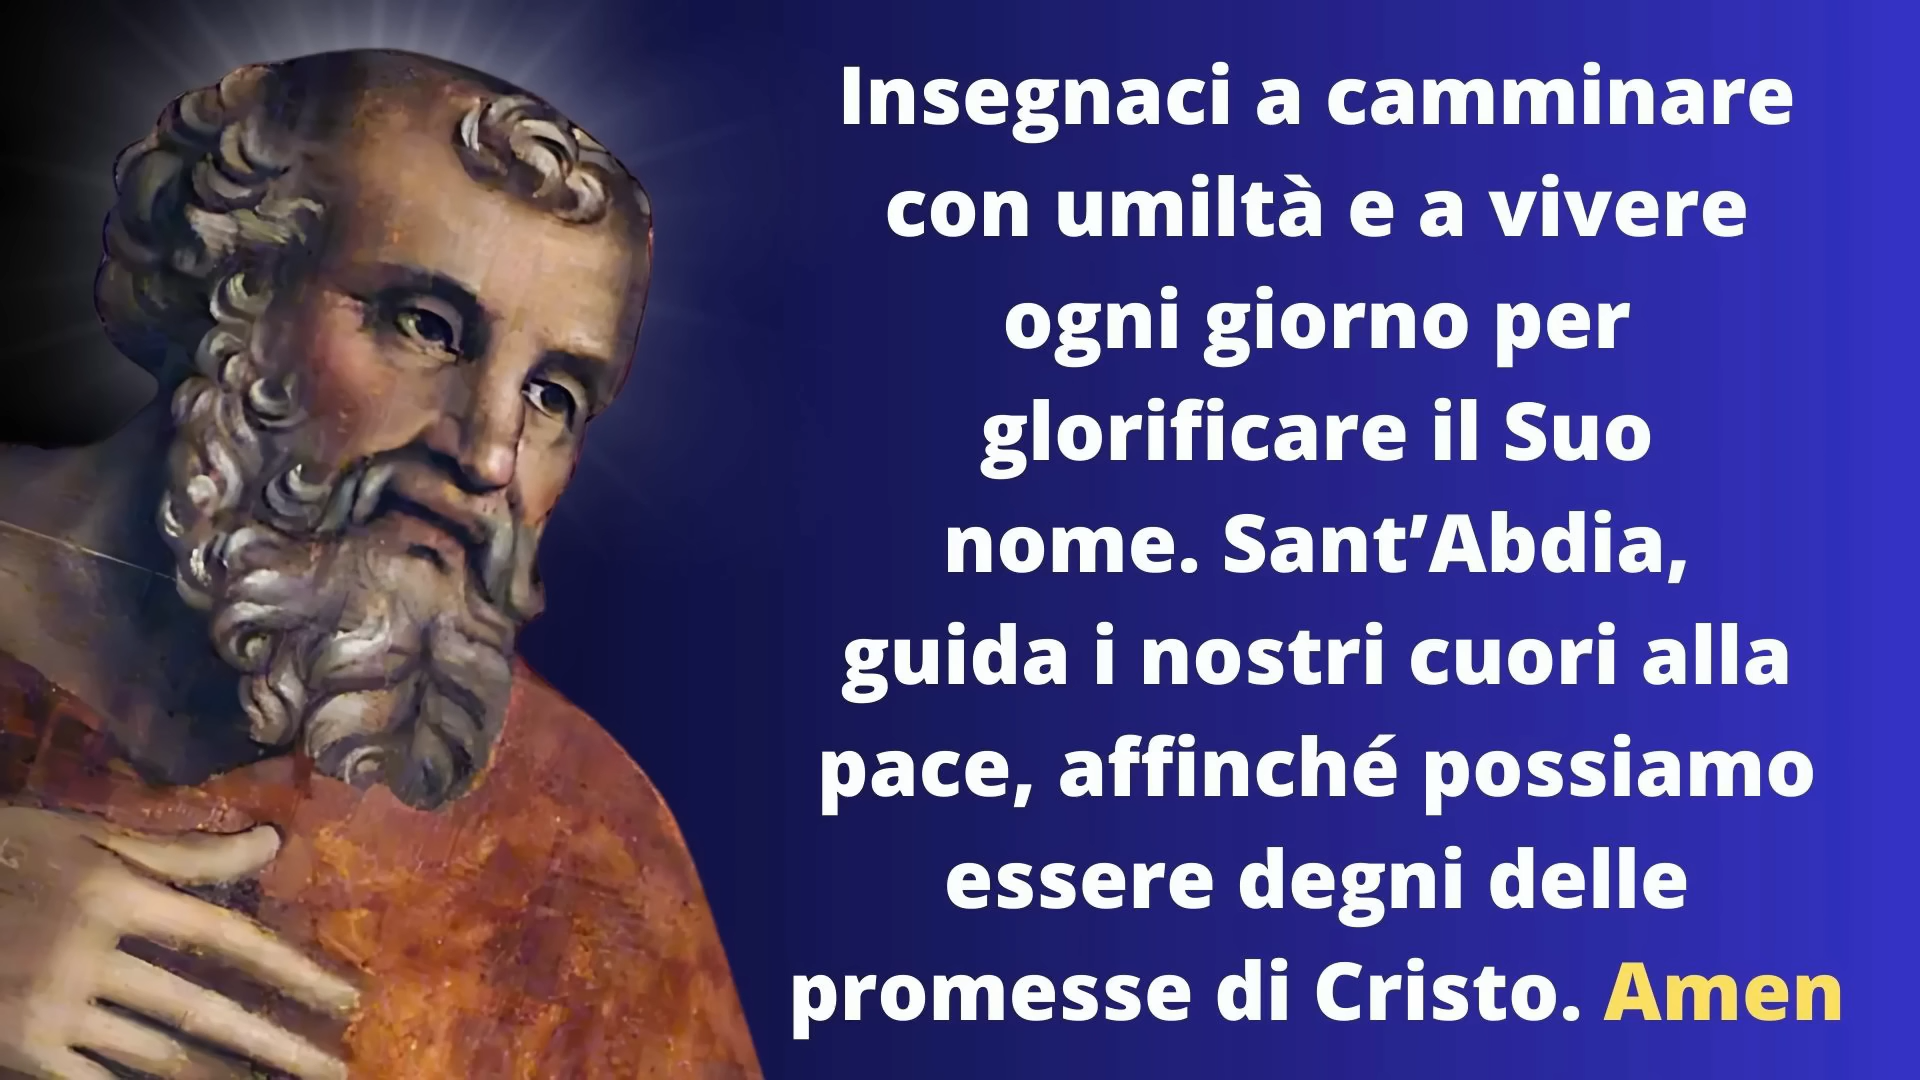 Insegnaci a camminare
con umiltà e a vivere
ogni giorno per
glorificare il Suo
nome. Sant’Abdia,
guida i nostri cuori alla
pace, affinché possiamo
essere degni delle
promesse di Cristo. Amen